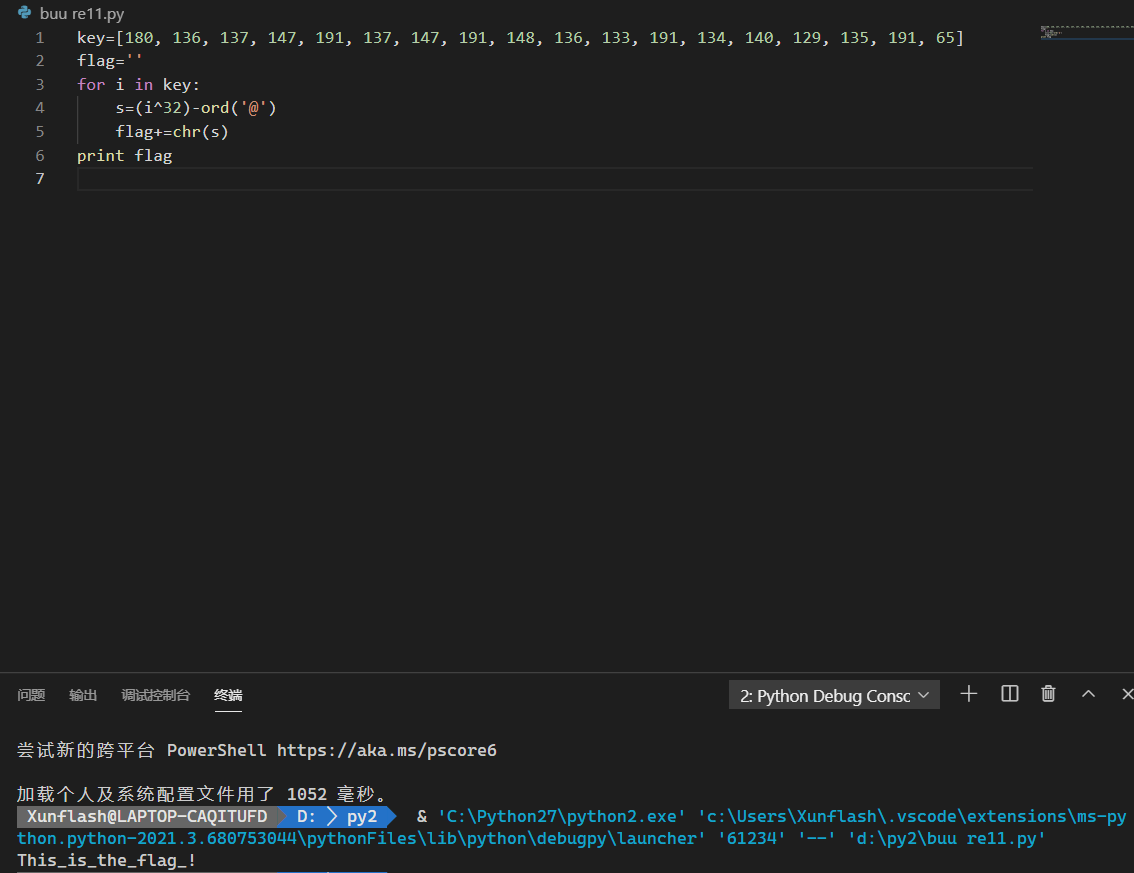 buu re11.py
1 key=[180, 136, 137, 147, 191, 137, 147, 191, 148, 136, 133, 191, 134, 140, 129, 135, 191, 65]
2 flag=''
3 for i in key:
4     s=(i^32)-ord('@')
5     flag+=chr(s)
6 print flag
7
问题 输出 调试控制台 终端 2: Python Debug Consc
尝试新的跨平台 PowerShell https://aka.ms/pscore6
加载个人及系统配置文件用了 1052 毫秒。
Xunflash@LAPTOP-CAQITUFD D: py2 & 'C:\Python27\python2.exe' 'c:\Users\Xunflash\.vscode\extensions\ms-py
thon.python-2021.3.680753044\pythonFiles\lib\python\debugpy\launcher' '61234' '--' 'd:\py2\buu re11.py'
This_is_the_flag_!